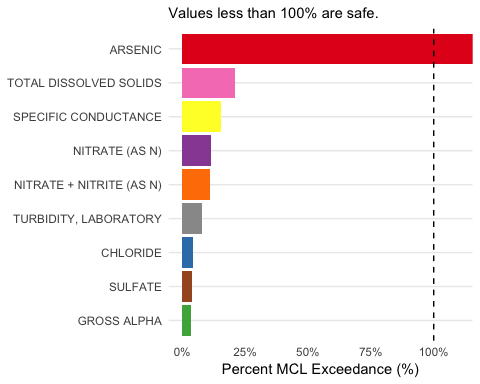 Values less than 100% are safe.
ARSENIC
TOTAL DISSOLVED SOLIDS
SPECIFIC CONDUCTANCE
NITRATE (AS N)
NITRATE + NITRITE (AS N)
TURBIDITY, LABORATORY
CHLORIDE
SULFATE
GROSS ALPHA
0% 25% 50% 75% 100%
Percent MCL Exceedance (%)